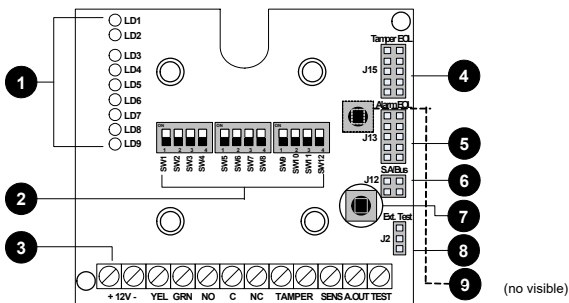 LD1
LD2
LD3
LD4
LD5
LD6
LD7
LD8
LD9
1
Tamper EOL
J15
4
Alarm EOL
J13
5
ON
1 2 3 4
ON
1 2 3 4
ON
1 2 3 4
SW1 SW2 SW3 SW4 SW5 SW6 SW7 SW8 SW9 SW10 SW11 SW12
2
S.A/Bus
J12
6
7
Ext. Test
J2
8
3
9
(no visible)
+ 12V - YEL GRN NO C NC TAMPER SENS A.OUT TEST